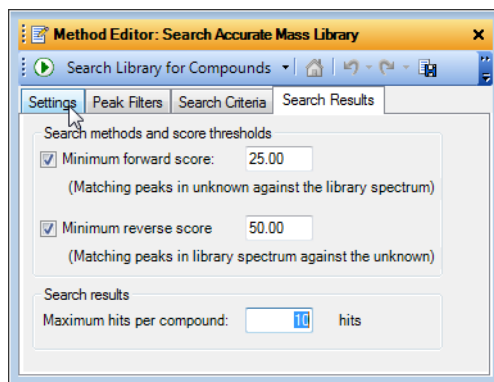 Method Editor: Search Accurate Mass Library
Search Library for Compounds
Settings Peak Filters Search Criteria Search Results
Search methods and score thresholds
Minimum forward score: 25.00
(Matching peaks in unknown against the library spectrum)
Minimum reverse score 50.00
(Matching peaks in library spectrum against the unknown)
Search results
Maximum hits per compound: 10 hits